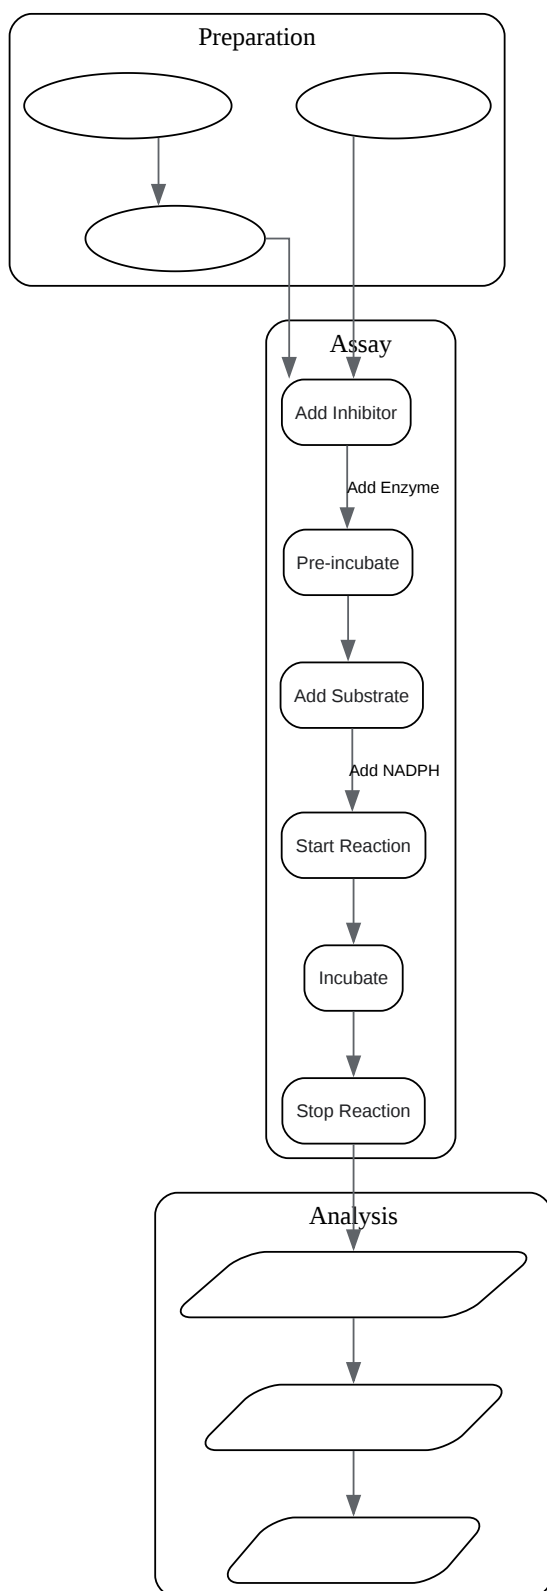 Preparation
Assay
Add Inhibitor
Add Enzyme
Pre-incubate
Add Substrate
Add NADPH
Start Reaction
Incubate
Stop Reaction
Analysis